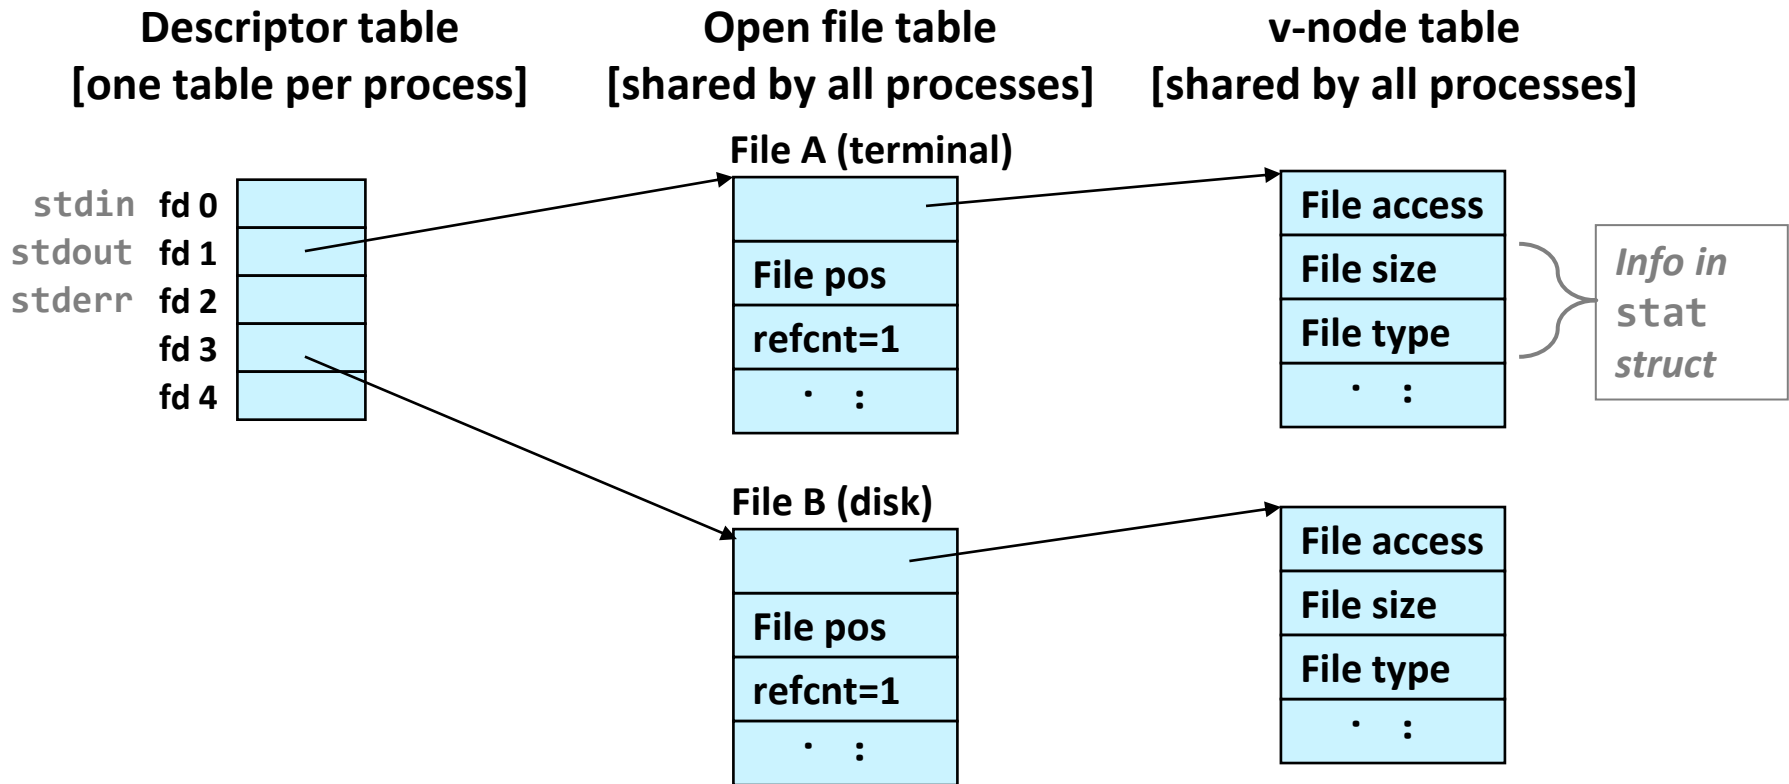 Descriptor table
[one table per process]
Open file table
[shared by all processes]
v-node table
[shared by all processes]
stdin fd 0
stdout fd 1
stderr fd 2
fd 3
fd 4
File A (terminal)
File pos
refcnt=1
File access
File size
File type
Info in
stat
struct
File B (disk)
File pos
refcnt=1
File access
File size
File type